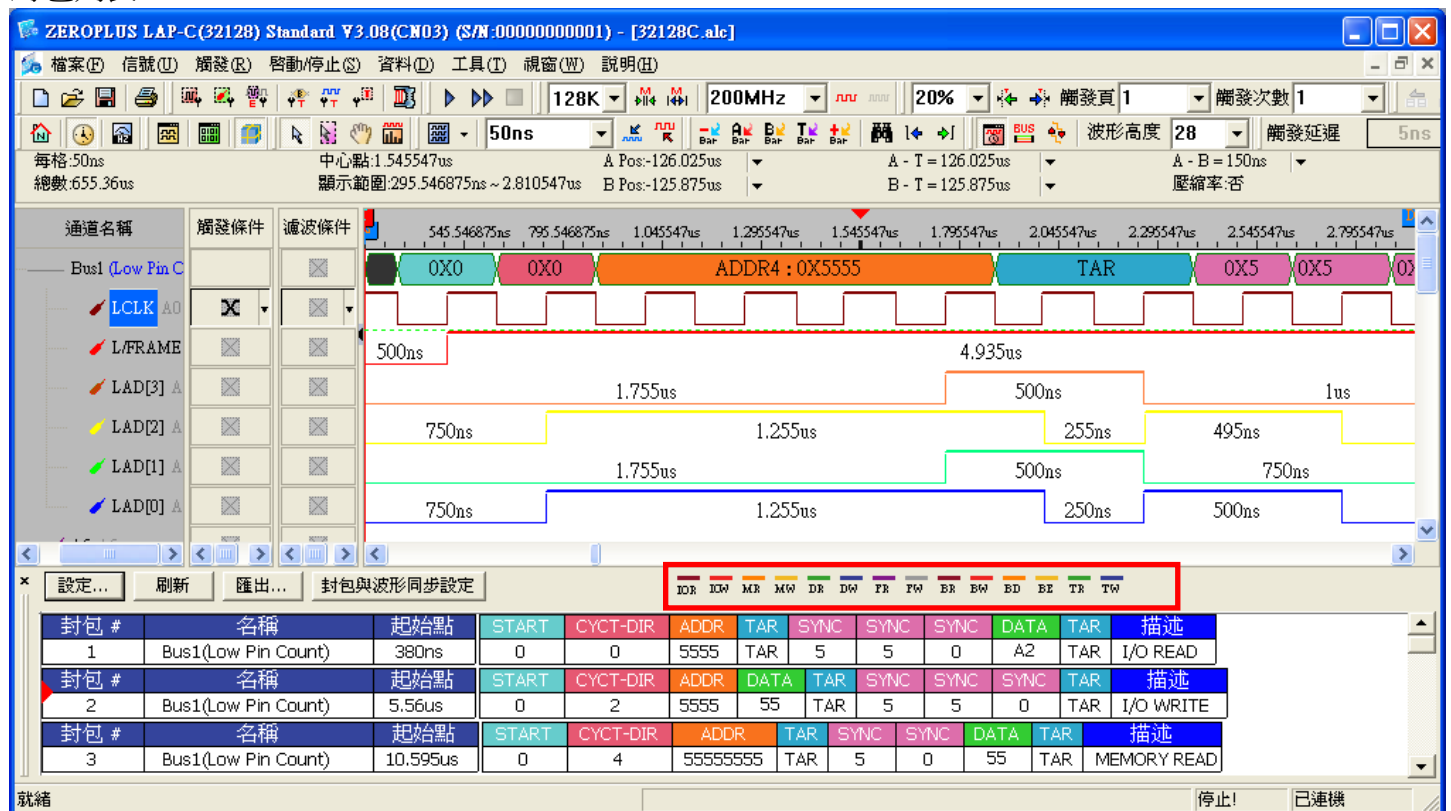 ZEROPLUS LAP-C(32128) Standard V3.08(CN03) (S/N:00000000001) - [32128C.alc]
檔案(F) 信號(U) 觸發(R) 啓動/停止(S) 資料(D) 工具(T) 視窗(W) 說明(H)
128K 200MHz 20% 觸發頁 1 觸發次數 1
50ns Bar Bar Bar Bar Bar BUS 波形高度 28 觸發延遲 5ns
每格:50ns 中心點:1.545547us A Pos:-126.025us A - T = 126.025us A - B = 150ns
總數:655.36us 顯示範圍:295.546875ns ~ 2.810547us B Pos:-125.875us B - T = 125.875us 壓縮率:否
通道名稱 觸發條件 濾波條件 545.546875ns 795.546875ns 1.045547us 1.295547us 1.545547us 1.795547us 2.045547us 2.295547us 2.545547us 2.795547us
Bus1 (Low Pin C 0X0 0X0 ADDR4 : 0X5555 TAR 0X5 0X5 0X
LCLK A0
L/FRAME 500ns 4.935us
LAD[3] A 1.755us 500ns 1us
LAD[2] A 750ns 1.255us 255ns 495ns
LAD[1] A 1.755us 500ns 750ns
LAD[0] A 750ns 1.255us 250ns 500ns
設定... 刷新 匯出... 封包與波形同步設定 IOR IOW MR MW DR DW FR FW BR BW BD BE TR TW
封包 # 名稱 起始點 START CYCT-DIR ADDR TAR SYNC SYNC SYNC DATA TAR 描述
1 Bus1(Low Pin Count) 380ns 0 0 5555 TAR 5 5 0 A2 TAR I/O READ
封包 # 名稱 起始點 START CYCT-DIR ADDR DATA TAR SYNC SYNC SYNC TAR 描述
2 Bus1(Low Pin Count) 5.56us 0 2 5555 55 TAR 5 5 0 TAR I/O WRITE
封包 # 名稱 起始點 START CYCT-DIR ADDR TAR SYNC SYNC DATA TAR 描述
3 Bus1(Low Pin Count) 10.595us 0 4 55555555 TAR 5 0 55 TAR MEMORY READ
就緒 停止! 已連機